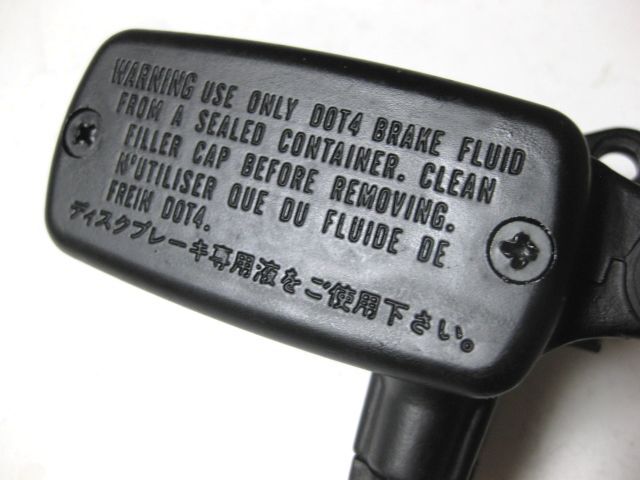 WARNING USE ONLY DOT4 BRAKE FLUID
FROM A SEALED CONTAINER. CLEAN
FILLER CAP BEFORE REMOVING.
N'UTILISER QUE DU FLUIDE DE
FREIN DOT4.
ディスクブレーキ専用液をご使用下さい。